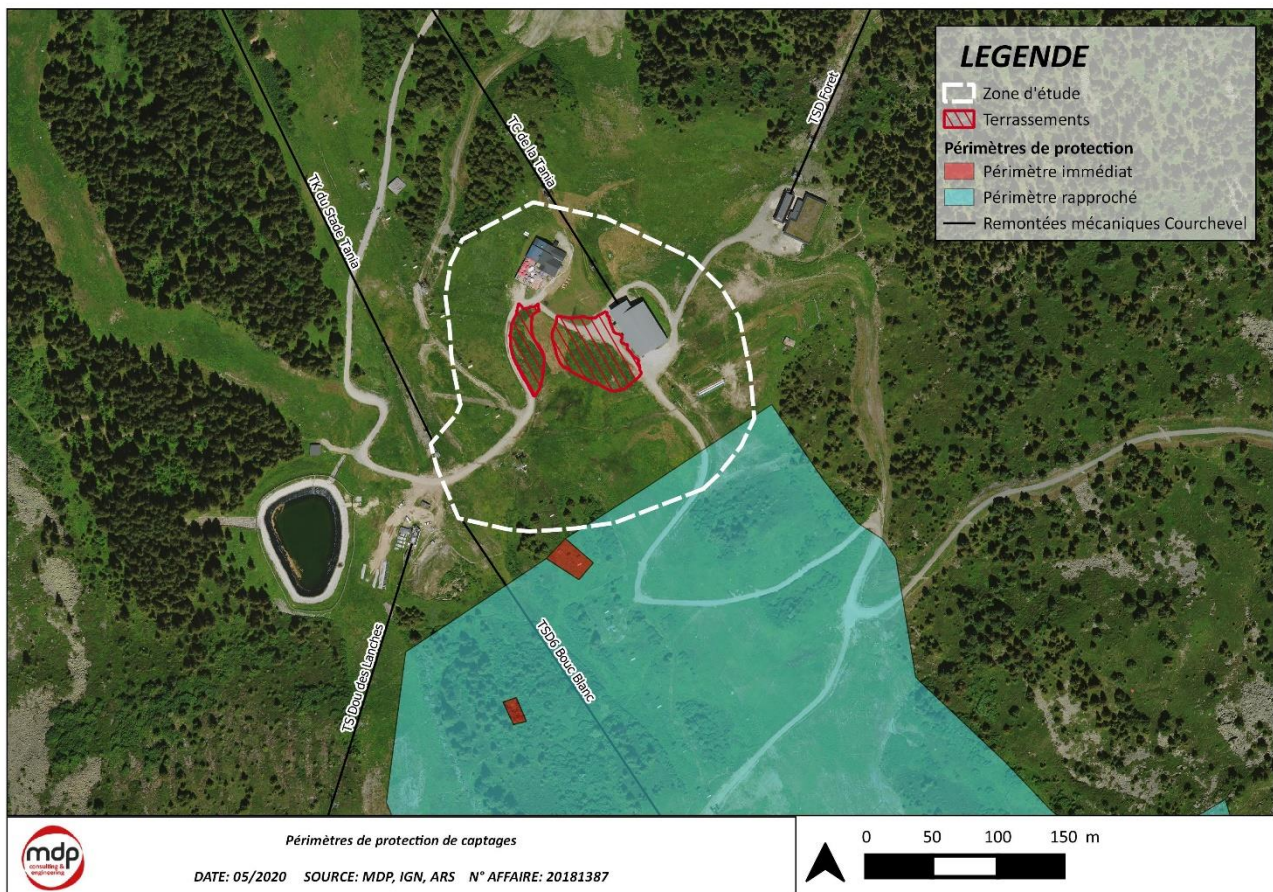 LEGENDE
Zone d'étude
Terrassements
Périmètres de protection
Périmètre immédiat
Périmètre rapproché
Remontées mécaniques Courchevel
TSD Foret
TC de la Tania
TK du Stade Tania
TS Dou des Lanches
TSD6 Bouc Blanc
mdp
consulting &
engineering
Périmètres de protection de captages
DATE: 05/2020 SOURCE: MDP, IGN, ARS N° AFFAIRE: 20181387
0 50 100 150 m